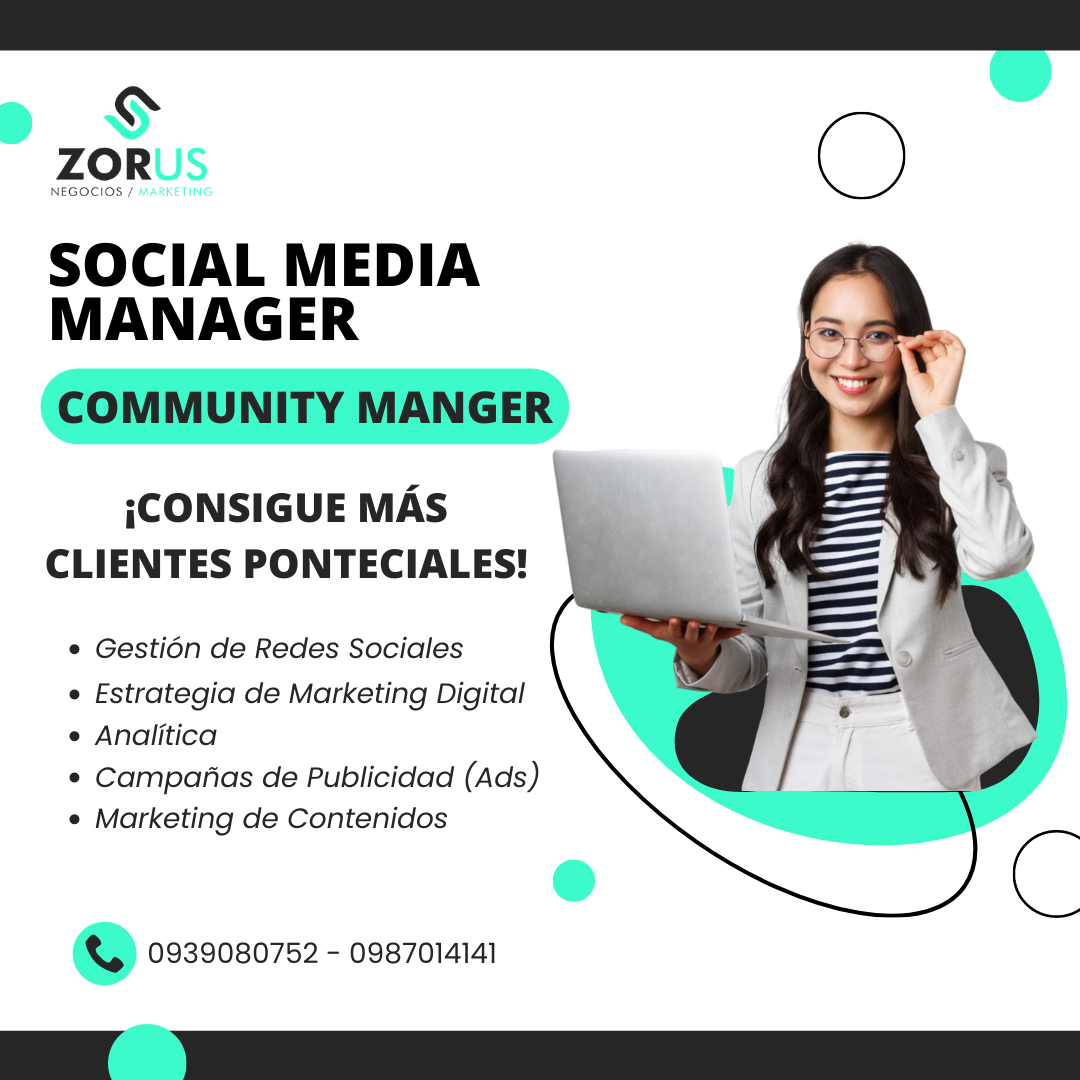 ZORUS
NEGOCIOS / MARKETING
SOCIAL MEDIA
MANAGER
COMMUNITY MANGER
¡CONSIGUE MÁS
CLIENTES PONTECIALES!
• Gestión de Redes Sociales
• Estrategia de Marketing Digital
• Analítica
• Campañas de Publicidad (Ads)
• Marketing de Contenidos
0939080752 - 0987014141